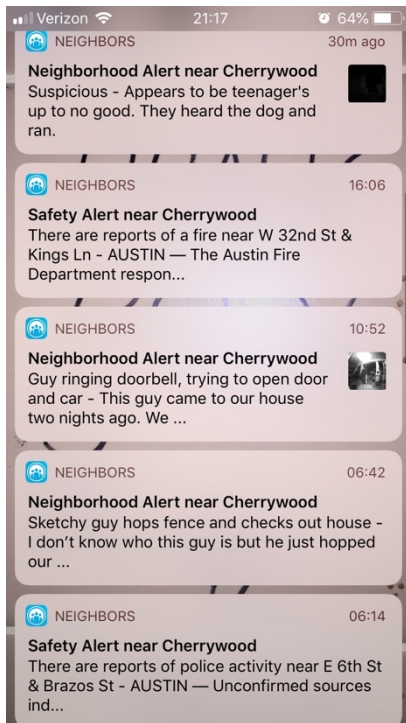 Verizon 21:17 64%
NEIGHBORS 30m ago
Neighborhood Alert near Cherrywood
Suspicious - Appears to be teenager's
up to no good. They heard the dog and
ran.
NEIGHBORS 16:06
Safety Alert near Cherrywood
There are reports of a fire near W 32nd St &
Kings Ln - AUSTIN — The Austin Fire
Department respon...
NEIGHBORS 10:52
Neighborhood Alert near Cherrywood
Guy ringing doorbell, trying to open door
and car - This guy came to our house
two nights ago. We ...
NEIGHBORS 06:42
Neighborhood Alert near Cherrywood
Sketchy guy hops fence and checks out house -
I don’t know who this guy is but he just hopped
our ...
NEIGHBORS 06:14
Safety Alert near Cherrywood
There are reports of police activity near E 6th St
& Brazos St - AUSTIN — Unconfirmed sources
ind...